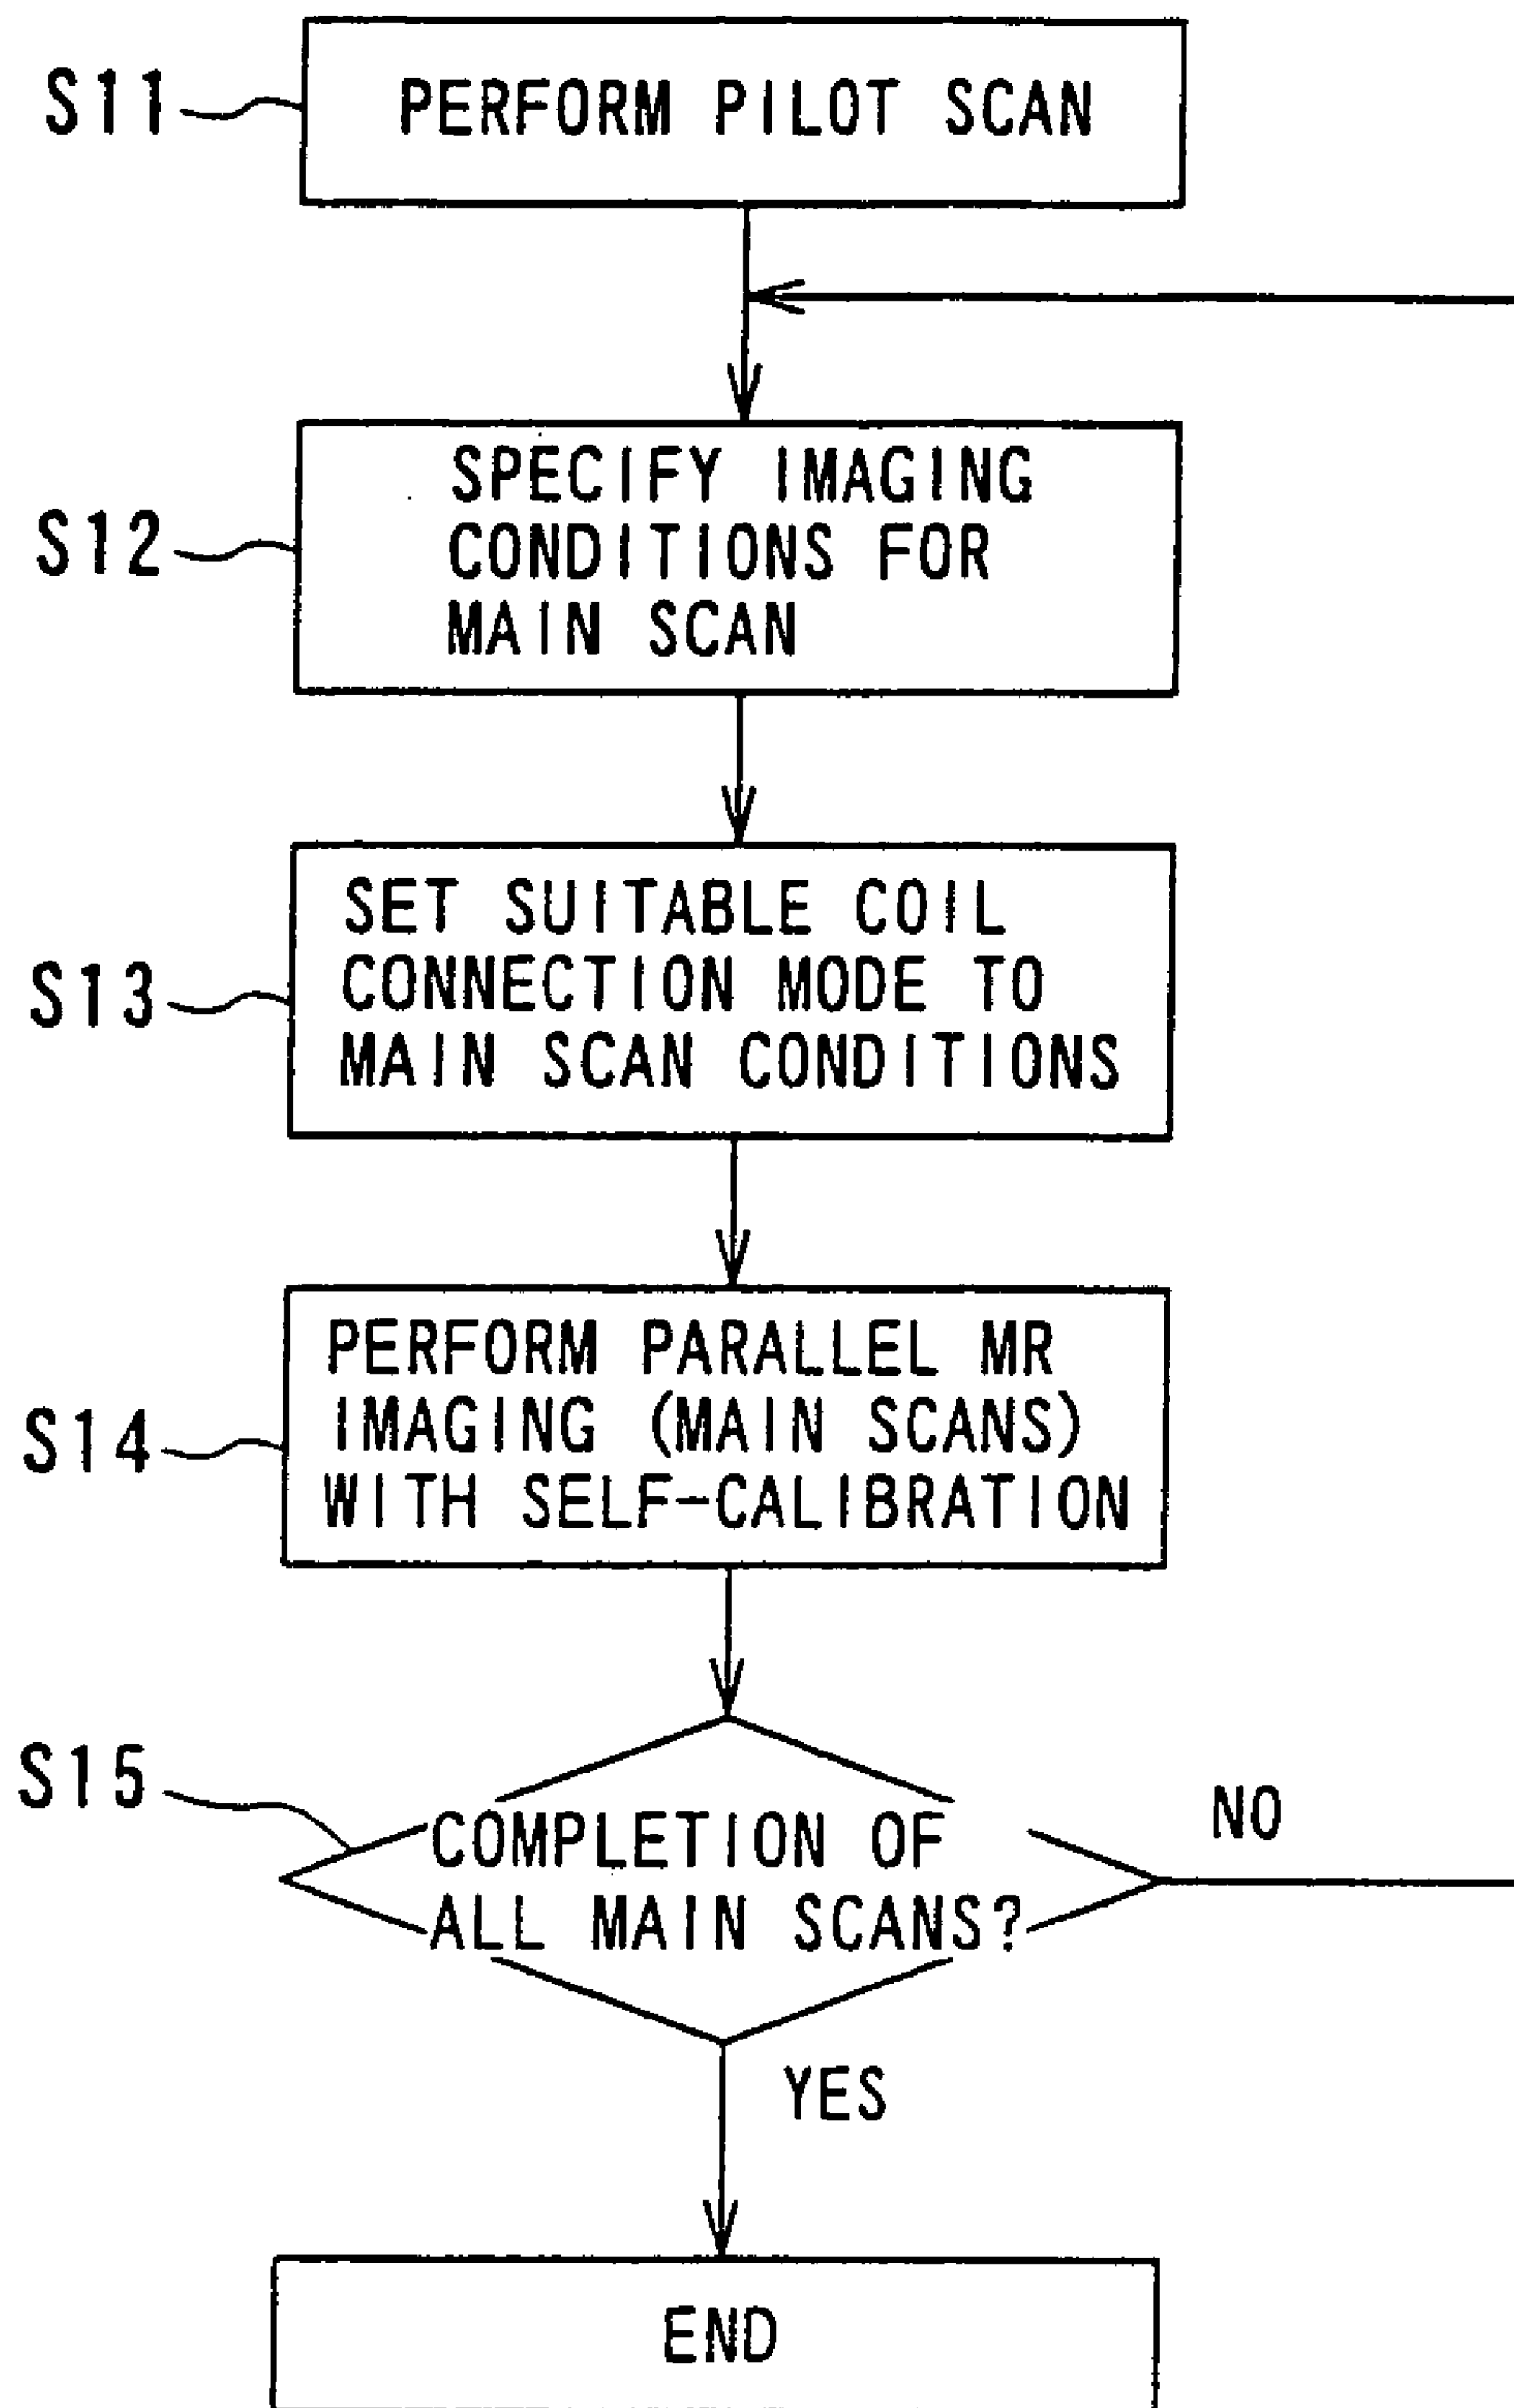 S11
PERFORM PILOT SCAN
S12
SPECIFY IMAGING
CONDITIONS FOR
MAIN SCAN
S13
SET SUITABLE COIL
CONNECTION MODE TO
MAIN SCAN CONDITIONS
S14
PERFORM PARALLEL MR
IMAGING (MAIN SCANS)
WITH SELF-CALIBRATION
S15
COMPLETION OF
ALL MAIN SCANS?
NO
YES
END